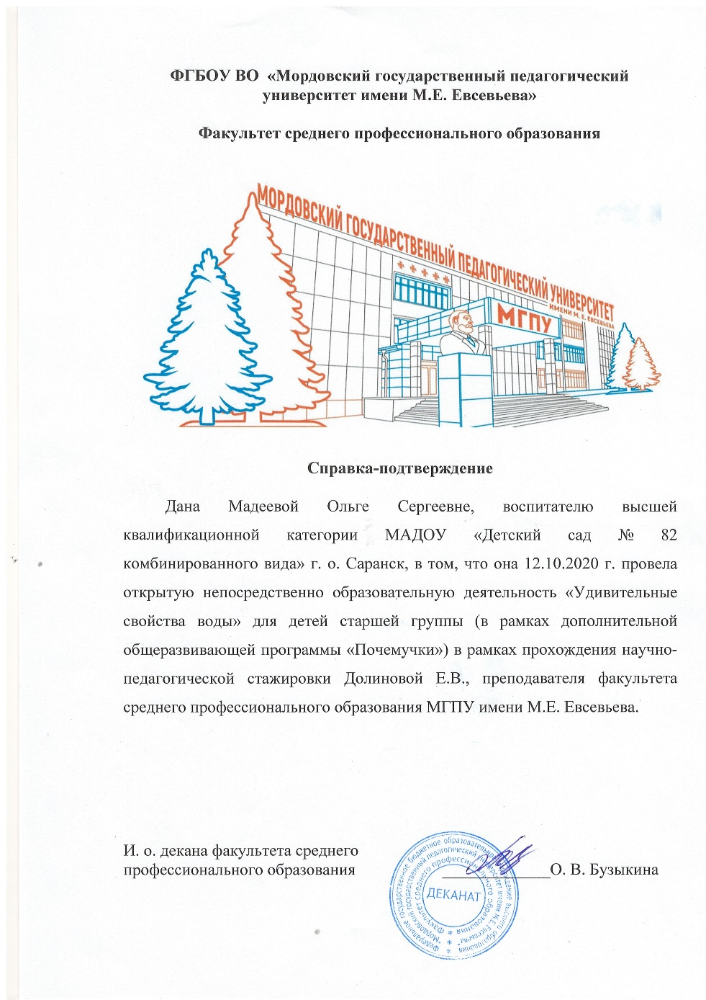 ФГБОУ ВО «Мордовский государственный педагогический
университет имени М.Е. Евсевьева»
Факультет среднего профессионального образования
МОРДОВСКИЙ ГОСУДАРСТВЕННЫЙ ПЕДАГОГИЧЕСКИЙ УНИВЕРСИТЕТ
ИМЕНИ М. Е. ЕВСЕВЬЕВА
МГПУ
Справка-подтверждение
Дана Мадеевой Ольге Сергеевне, воспитателю высшей
квалификационной категории МАДОУ «Детский сад № 82
комбинированного вида» г. о. Саранск, в том, что она 12.10.2020 г. провела
открытую непосредственно образовательную деятельность «Удивительные
свойства воды» для детей старшей группы (в рамках дополнительной
общеразвивающей программы «Почемучки») в рамках прохождения научно-
педагогической стажировки Долиновой Е.В., преподавателя факультета
среднего профессионального образования МГПУ имени М.Е. Евсевьева.
И. о. декана факультета среднего
профессионального образования
О. В. Бузыкина
Федеральное государственное бюджетное образовательное учреждение высшего образования
"Мордовский государственный педагогический университет имени М.Е. Евсевьева"
Факультет среднего профессионального образования
ДЕКАНАТ